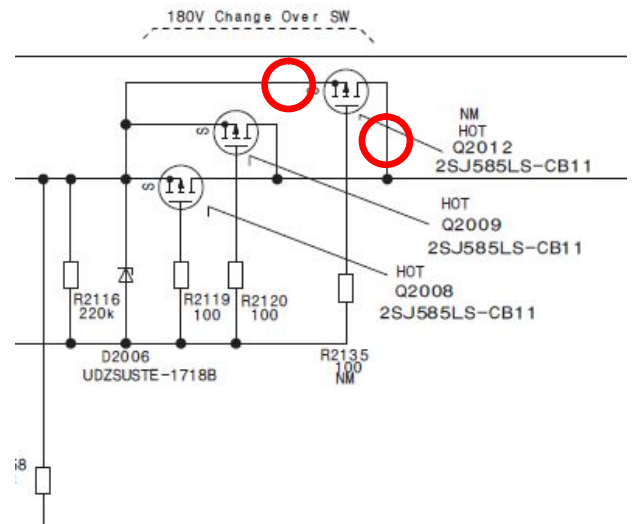 180V Change Over SW
S
NM
HOT
Q2012
2SJ585LS-CB11
S
HOT
Q2009
2SJ585LS-CB11
S
HOT
Q2008
2SJ585LS-CB11
R2116
220k
R2119
100
R2120
100
D2006
UDZSUSTE-1718B
R2135
100
NM
58